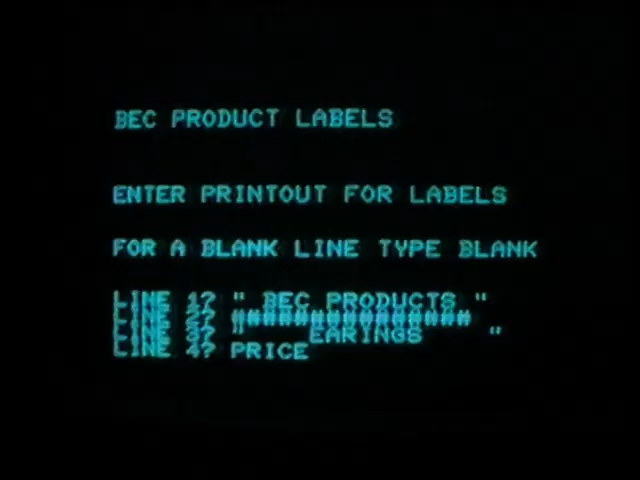 BEC PRODUCT LABELS
ENTER PRINTOUT FOR LABELS
FOR A BLANK LINE TYPE BLANK
LINE 1? " BEC PRODUCTS "
LINE 2? ###############
LINE 3? " EARINGS "
LINE 4? PRICE